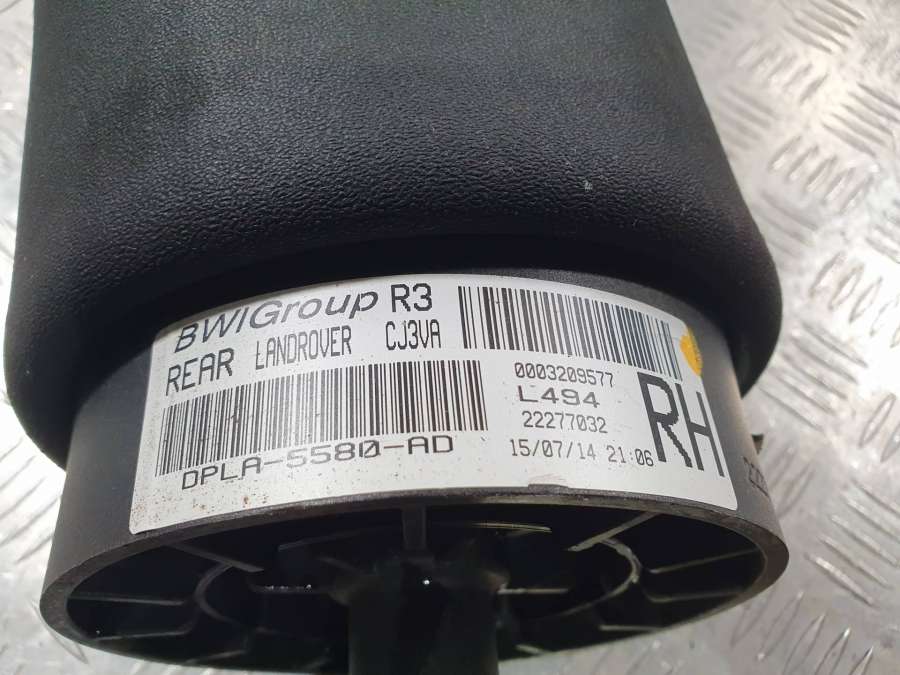 BWIGroup R3
REAR LANDROVER CJ3VA
DPLA-5580-AD
0003209577
L494
22277032
15/07/14 21:06
RH